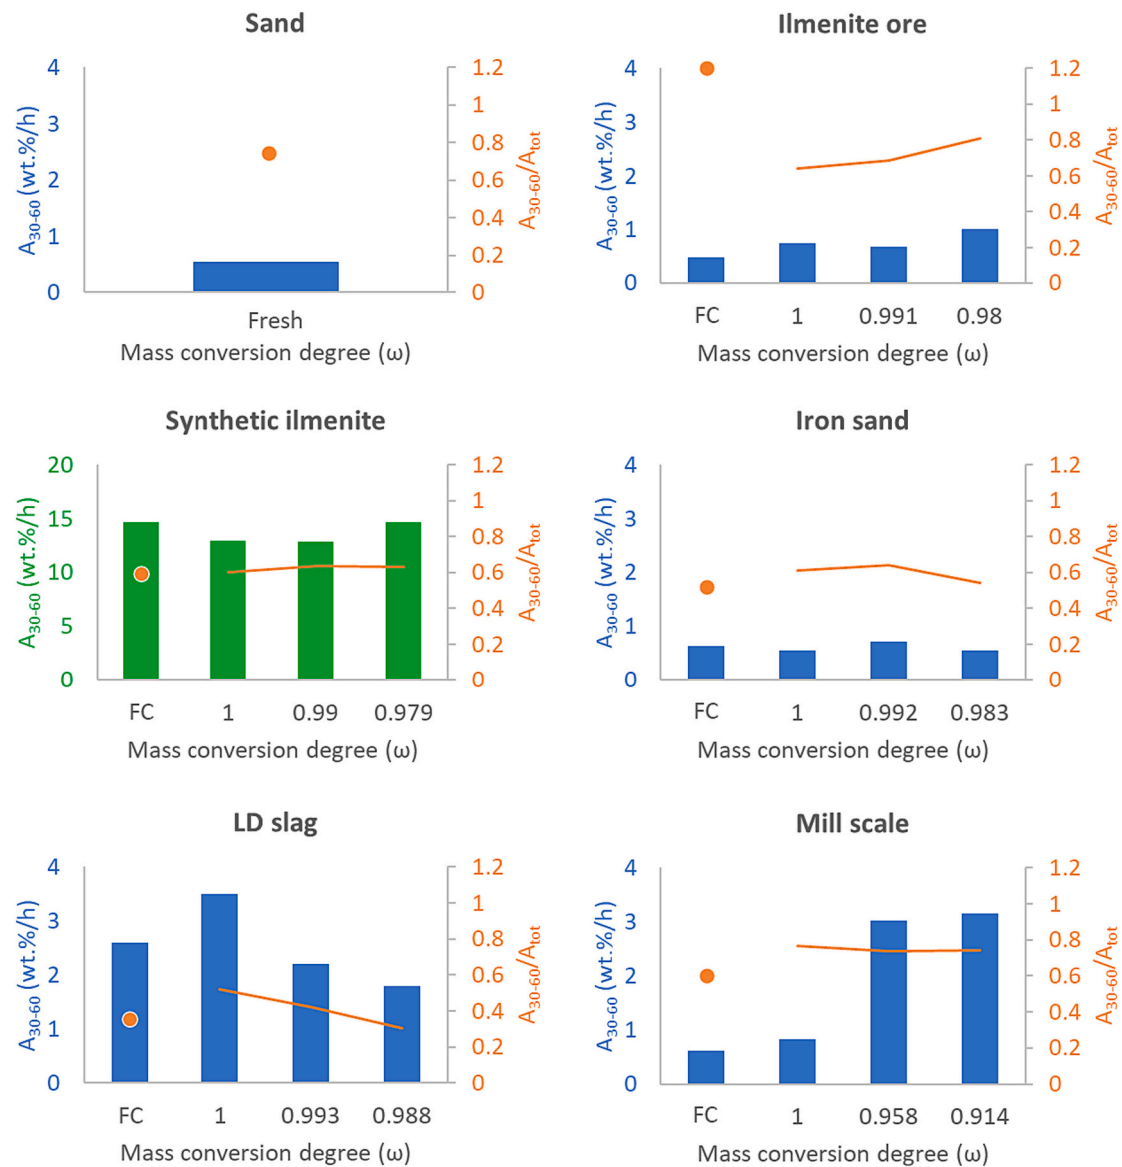 Sand
4
3
2
1
0
A30-60 (wt.%/h)
1.2
1
0.8
0.6
0.4
0.2
0
A30-60/Atot
Fresh
Mass conversion degree (ω)
Ilmenite ore
4
3
2
1
0
A30-60 (wt.%/h)
1.2
1
0.8
0.6
0.4
0.2
0
A30-60/Atot
FC 1 0.991 0.98
Mass conversion degree (ω)
Synthetic ilmenite
20
15
10
5
0
A30-60 (wt.%/h)
1.2
1
0.8
0.6
0.4
0.2
0
A30-60/Atot
FC 1 0.99 0.979
Mass conversion degree (ω)
Iron sand
4
3
2
1
0
A30-60 (wt.%/h)
1.2
1
0.8
0.6
0.4
0.2
0
A30-60/Atot
FC 1 0.992 0.983
Mass conversion degree (ω)
LD slag
4
3
2
1
0
A30-60 (wt.%/h)
1.2
1
0.8
0.6
0.4
0.2
0
A30-60/Atot
FC 1 0.993 0.988
Mass conversion degree (ω)
Mill scale
4
3
2
1
0
A30-60 (wt.%/h)
1.2
1
0.8
0.6
0.4
0.2
0
A30-60/Atot
FC 1 0.958 0.914
Mass conversion degree (ω)